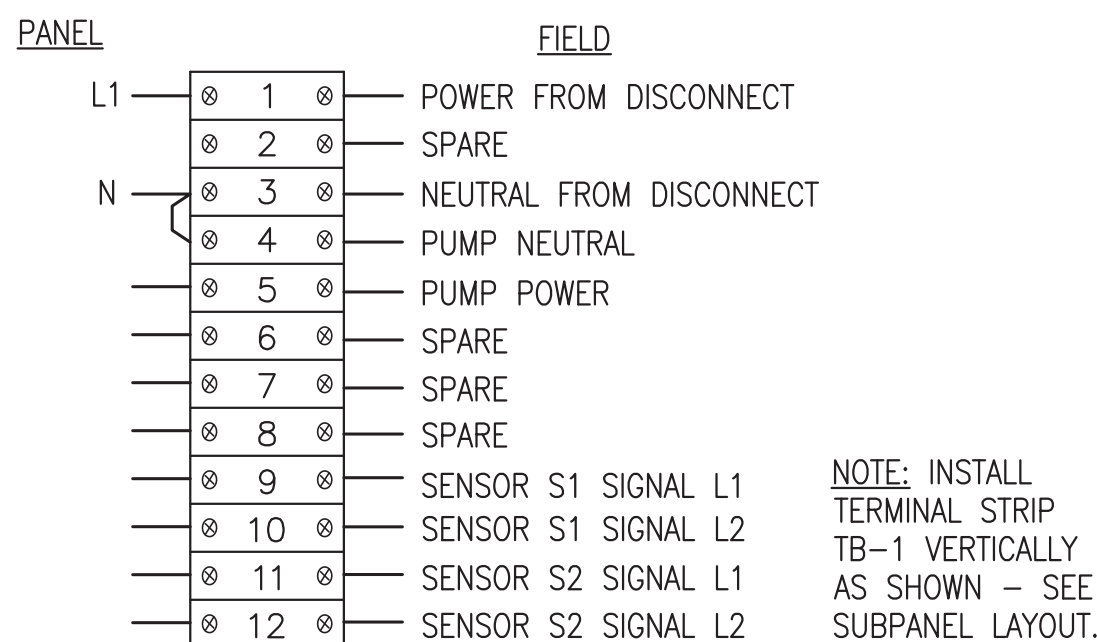 PANEL
FIELD
L1 1 POWER FROM DISCONNECT
2 SPARE
N 3 NEUTRAL FROM DISCONNECT
4 PUMP NEUTRAL
5 PUMP POWER
6 SPARE
7 SPARE
8 SPARE
9 SENSOR S1 SIGNAL L1
10 SENSOR S1 SIGNAL L2
11 SENSOR S2 SIGNAL L1
12 SENSOR S2 SIGNAL L2
NOTE: INSTALL
TERMINAL STRIP
TB-1 VERTICALLY
AS SHOWN – SEE
SUBPANEL LAYOUT.